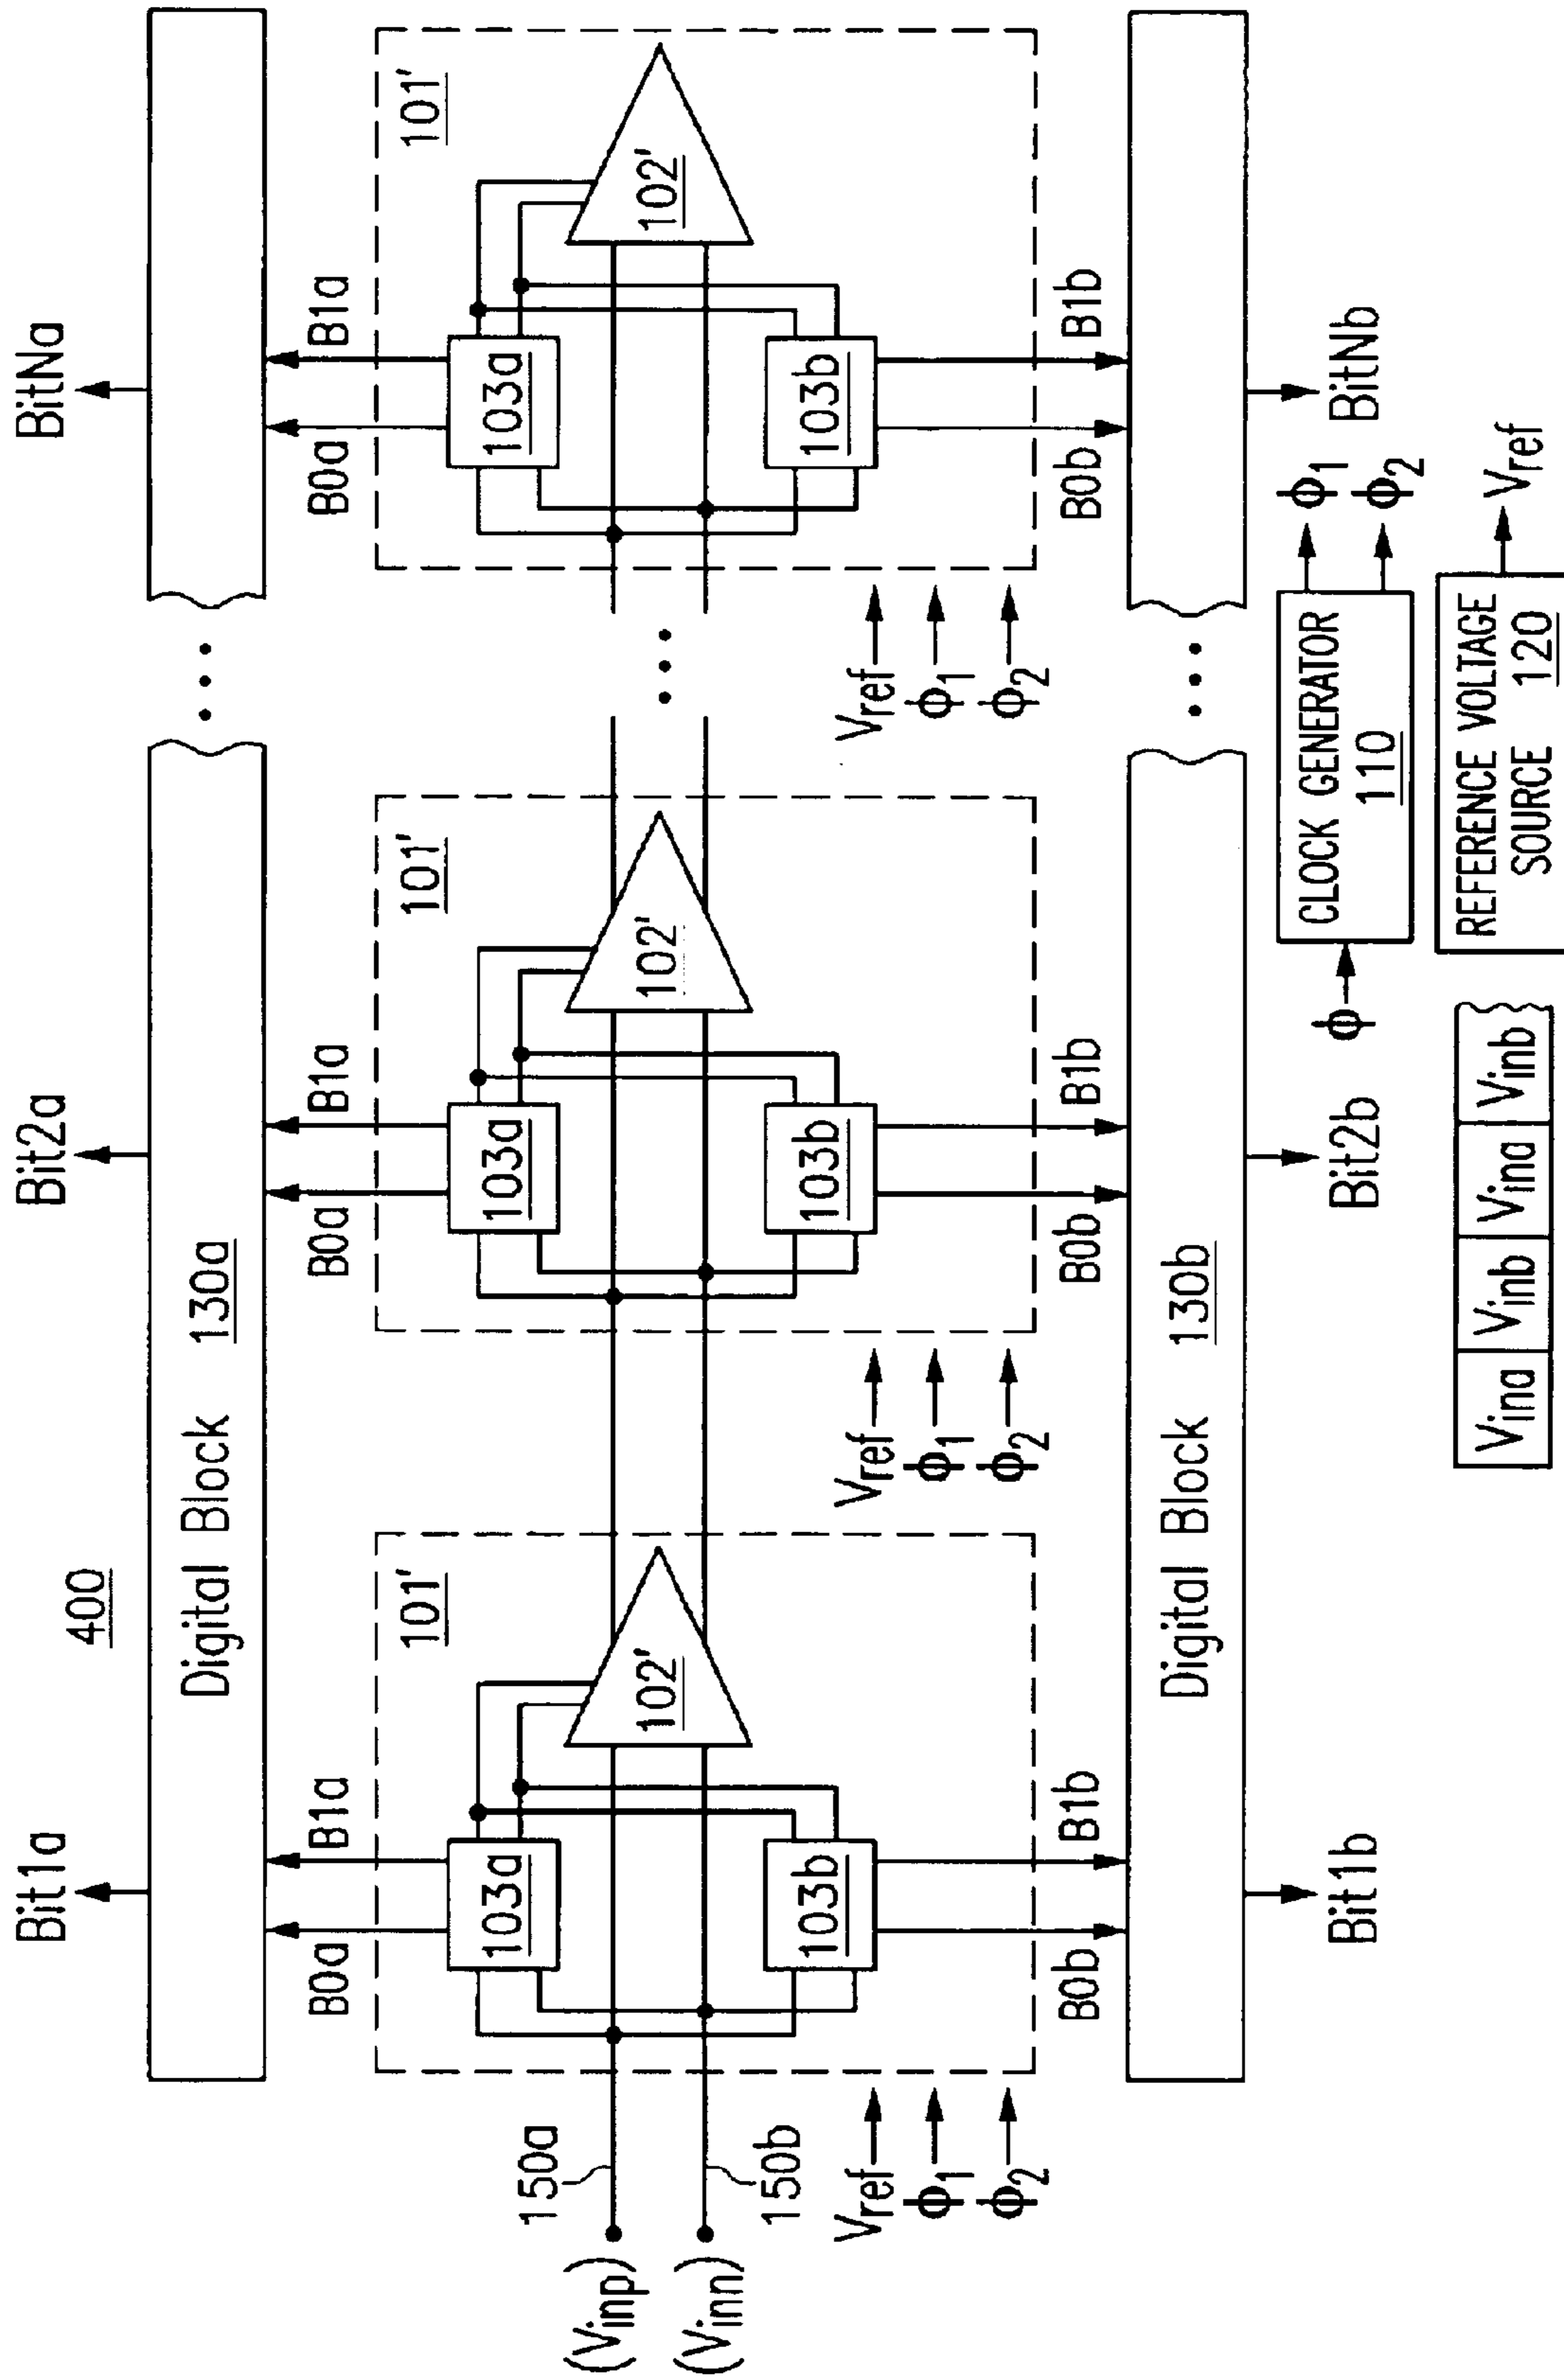 400
Bit1a
Bit2a
BitNa
Digital Block 130a
...
B0a
B1a
B0a
B1a
B0a
B1a
101'
101'
101'
103a
103a
103a
150a
(Vinp)
102'
102'
102'
...
(Vinn)
150b
103b
103b
103b
Vref
ϕ1
ϕ2
Vref
ϕ1
ϕ2
Vref
ϕ1
ϕ2
B0b
B1b
B0b
B1b
B0b
B1b
Digital Block 130b
...
Bit1b
Bit2b
BitNb
ϕ
CLOCK GENERATOR
110
ϕ1
ϕ2
Vina Vinb Vina Vinb
REFERENCE VOLTAGE
SOURCE 120
Vref